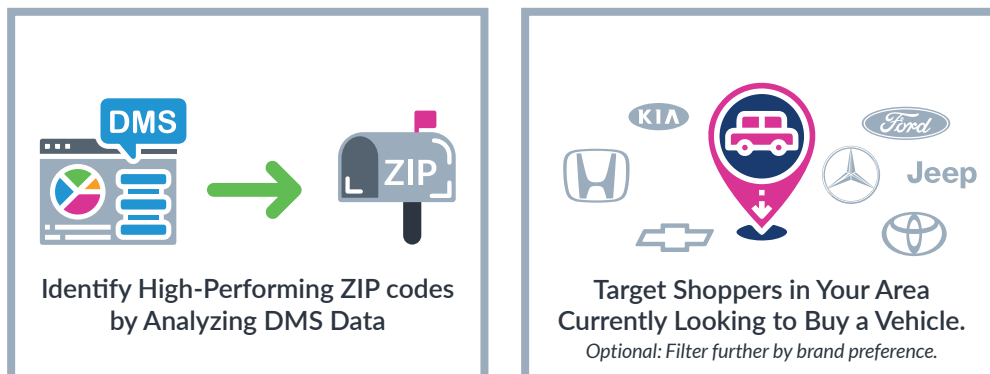 DMS
ZIP
Identify High-Performing ZIP codes
by Analyzing DMS Data
KIA
Ford
Jeep
Target Shoppers in Your Area
Currently Looking to Buy a Vehicle.
Optional: Filter further by brand preference.